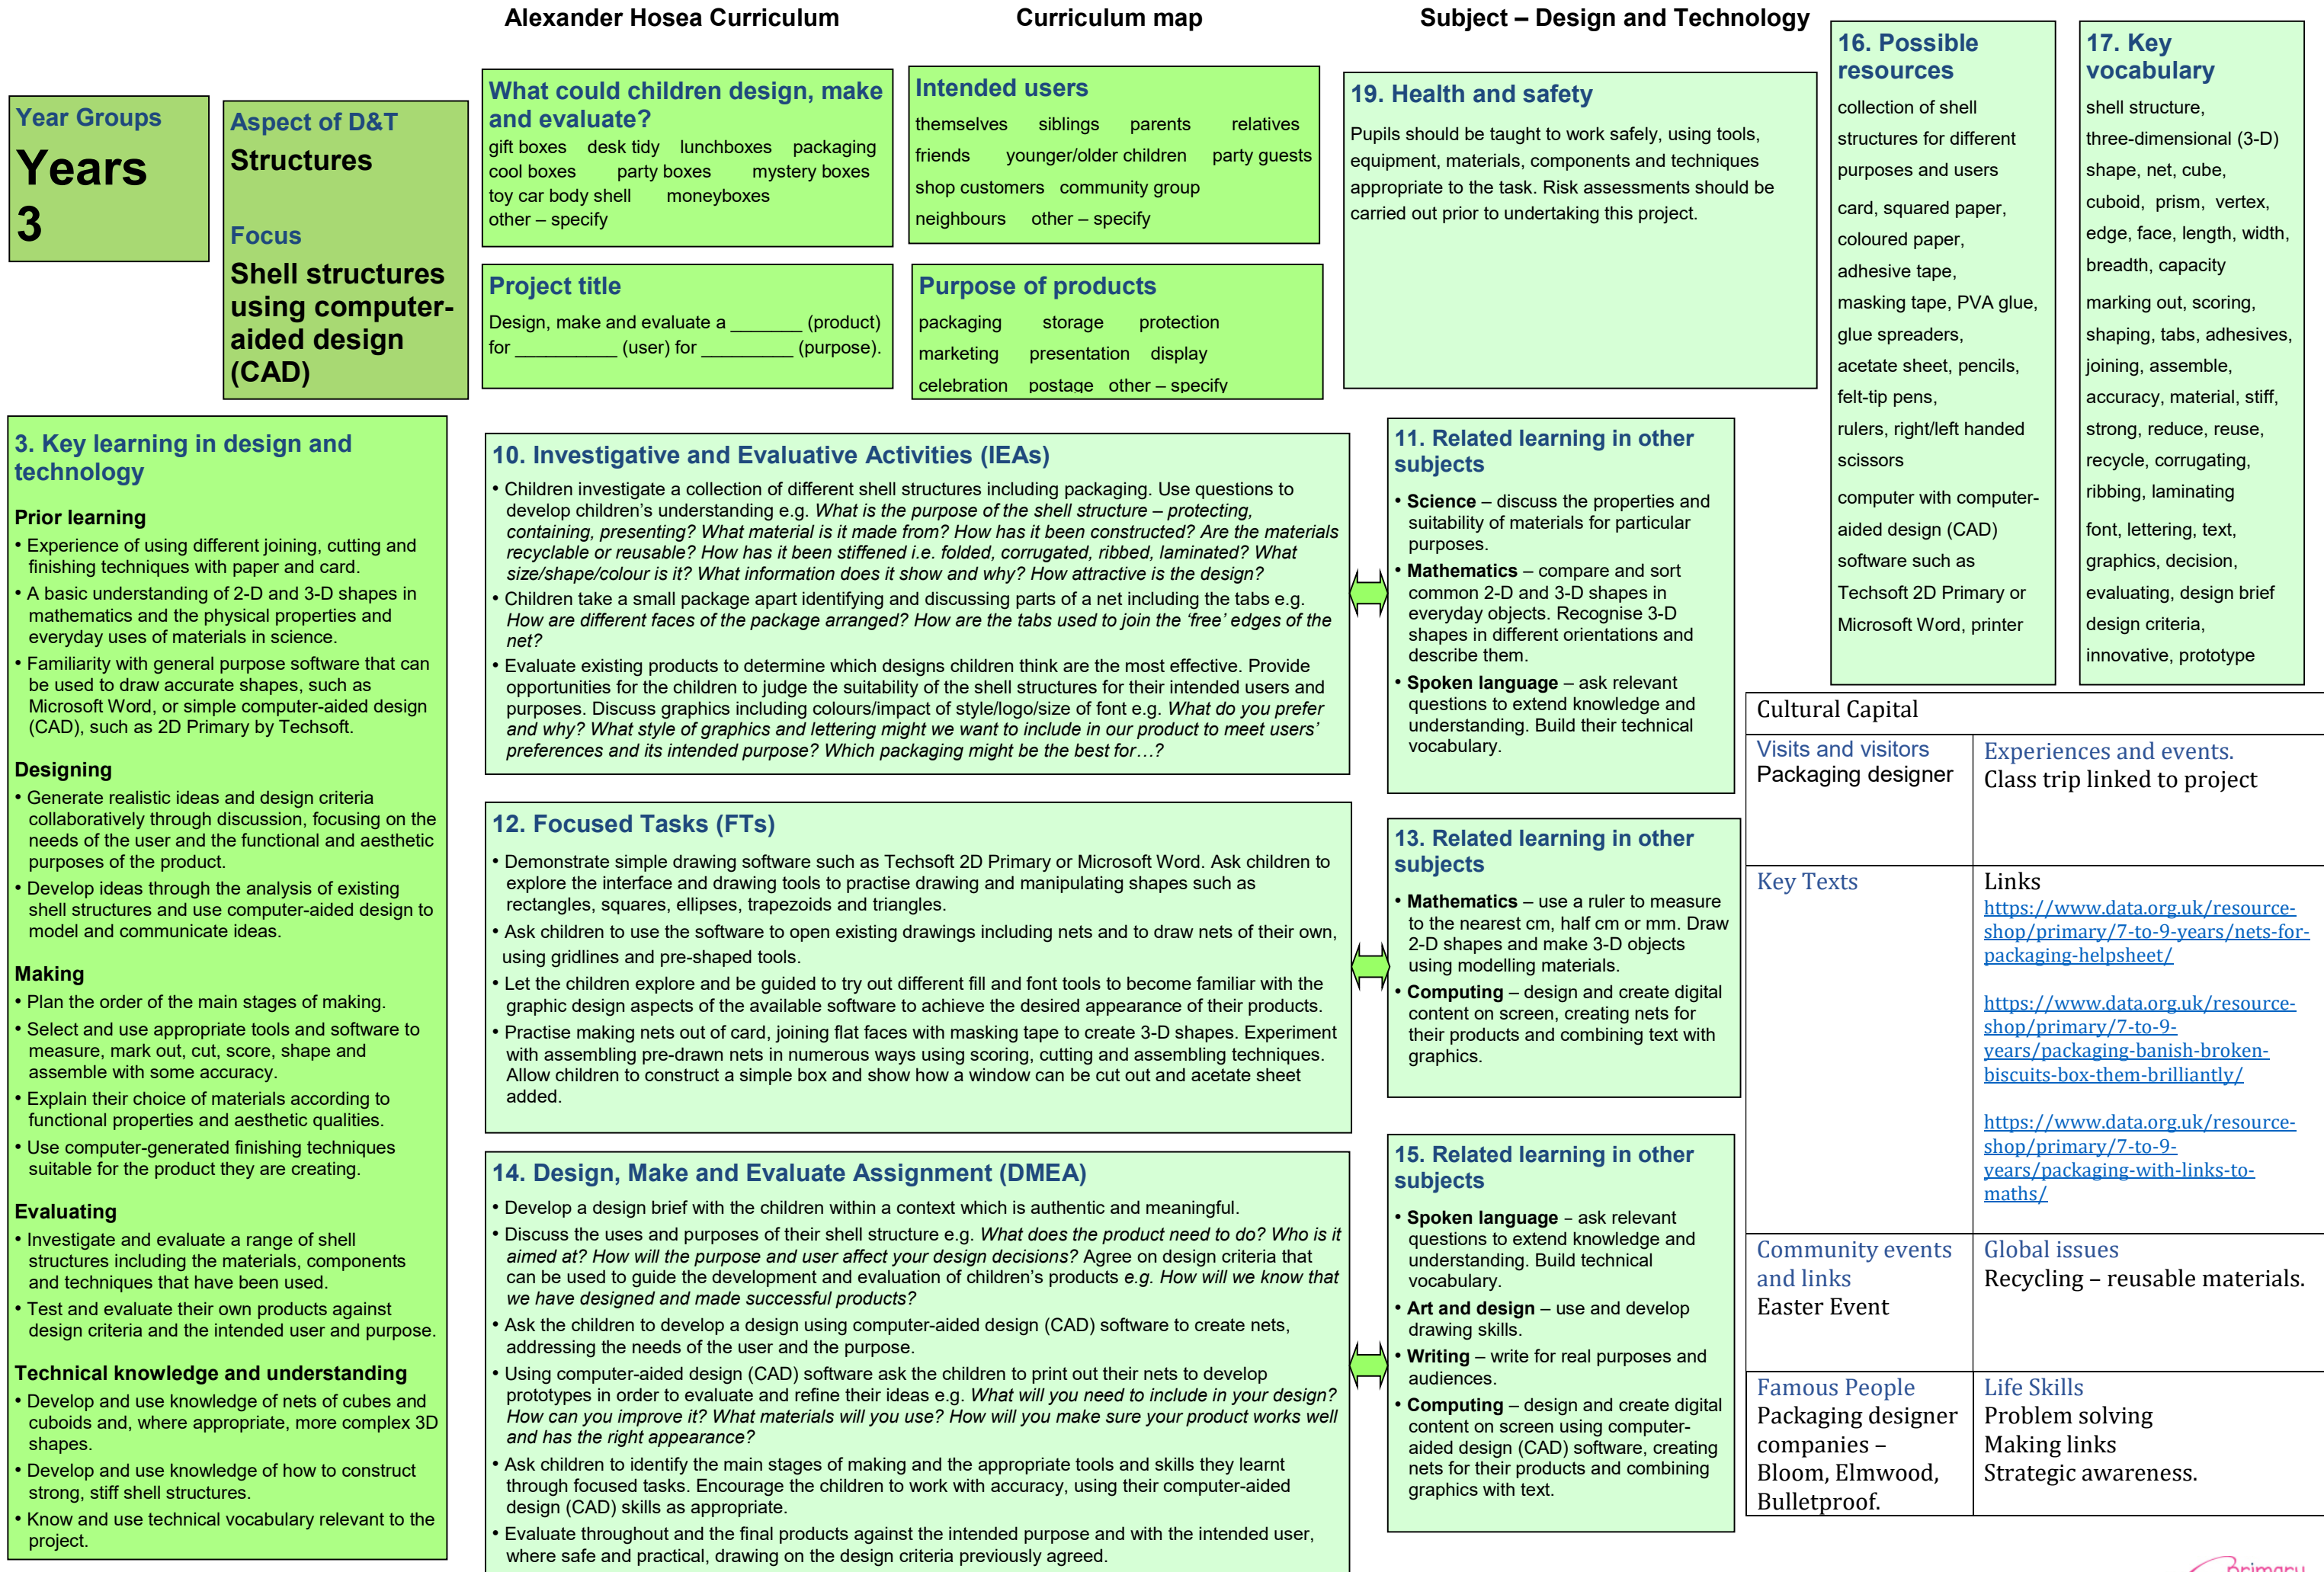 Alexander Hosea Curriculum
Curriculum map
Subject – Design and Technology
Year Groups
Years
3
Aspect of D&T
Structures
Focus
Shell structures
using computer-
aided design
(CAD)
What could children design, make
and evaluate?
gift boxes desk tidy lunchboxes packaging
cool boxes party boxes mystery boxes
toy car body shell moneyboxes
other – specify
Intended users
themselves siblings parents relatives
friends younger/older children party guests
shop customers community group
neighbours other – specify
Project title
Design, make and evaluate a _______ (product)
for __________ (user) for _________ (purpose).
Purpose of products
packaging storage protection
marketing presentation display
celebration postage other – specify
19. Health and safety
Pupils should be taught to work safely, using tools,
equipment, materials, components and techniques
appropriate to the task. Risk assessments should be
carried out prior to undertaking this project.
16. Possible
resources
collection of shell
structures for different
purposes and users
card, squared paper,
coloured paper,
adhesive tape,
masking tape, PVA glue,
glue spreaders,
acetate sheet, pencils,
felt-tip pens,
rulers, right/left handed
scissors
computer with computer-
aided design (CAD)
software such as
Techsoft 2D Primary or
Microsoft Word, printer
17. Key
vocabulary
shell structure,
three-dimensional (3-D)
shape, net, cube,
cuboid, prism, vertex,
edge, face, length, width,
breadth, capacity
marking out, scoring,
shaping, tabs, adhesives,
joining, assemble,
accuracy, material, stiff,
strong, reduce, reuse,
recycle, corrugating,
ribbing, laminating
font, lettering, text,
graphics, decision,
evaluating, design brief
design criteria,
innovative, prototype
3. Key learning in design and
technology
Prior learning
• Experience of using different joining, cutting and
finishing techniques with paper and card.
• A basic understanding of 2-D and 3-D shapes in
mathematics and the physical properties and
everyday uses of materials in science.
• Familiarity with general purpose software that can
be used to draw accurate shapes, such as
Microsoft Word, or simple computer-aided design
(CAD), such as 2D Primary by Techsoft.
Designing
• Generate realistic ideas and design criteria
collaboratively through discussion, focusing on the
needs of the user and the functional and aesthetic
purposes of the product.
• Develop ideas through the analysis of existing
shell structures and use computer-aided design to
model and communicate ideas.
Making
• Plan the order of the main stages of making.
• Select and use appropriate tools and software to
measure, mark out, cut, score, shape and
assemble with some accuracy.
• Explain their choice of materials according to
functional properties and aesthetic qualities.
• Use computer-generated finishing techniques
suitable for the product they are creating.
Evaluating
• Investigate and evaluate a range of shell
structures including the materials, components
and techniques that have been used.
• Test and evaluate their own products against
design criteria and the intended user and purpose.
Technical knowledge and understanding
• Develop and use knowledge of nets of cubes and
cuboids and, where appropriate, more complex 3D
shapes.
• Develop and use knowledge of how to construct
strong, stiff shell structures.
• Know and use technical vocabulary relevant to the
project.
10. Investigative and Evaluative Activities (IEAs)
• Children investigate a collection of different shell structures including packaging. Use questions to
develop children’s understanding e.g. What is the purpose of the shell structure – protecting,
containing, presenting? What material is it made from? How has it been constructed? Are the materials
recyclable or reusable? How has it been stiffened i.e. folded, corrugated, ribbed, laminated? What
size/shape/colour is it? What information does it show and why? How attractive is the design?
• Children take a small package apart identifying and discussing parts of a net including the tabs e.g.
How are different faces of the package arranged? How are the tabs used to join the ‘free’ edges of the
net?
• Evaluate existing products to determine which designs children think are the most effective. Provide
opportunities for the children to judge the suitability of the shell structures for their intended users and
purposes. Discuss graphics including colours/impact of style/logo/size of font e.g. What do you prefer
and why? What style of graphics and lettering might we want to include in our product to meet users’
preferences and its intended purpose? Which packaging might be the best for…?
11. Related learning in other
subjects
• Science – discuss the properties and
suitability of materials for particular
purposes.
• Mathematics – compare and sort
common 2-D and 3-D shapes in
everyday objects. Recognise 3-D
shapes in different orientations and
describe them.
• Spoken language – ask relevant
questions to extend knowledge and
understanding. Build their technical
vocabulary.
12. Focused Tasks (FTs)
• Demonstrate simple drawing software such as Techsoft 2D Primary or Microsoft Word. Ask children to
explore the interface and drawing tools to practise drawing and manipulating shapes such as
rectangles, squares, ellipses, trapezoids and triangles.
• Ask children to use the software to open existing drawings including nets and to draw nets of their own,
using gridlines and pre-shaped tools.
• Let the children explore and be guided to try out different fill and font tools to become familiar with the
graphic design aspects of the available software to achieve the desired appearance of their products.
• Practise making nets out of card, joining flat faces with masking tape to create 3-D shapes. Experiment
with assembling pre-drawn nets in numerous ways using scoring, cutting and assembling techniques.
Allow children to construct a simple box and show how a window can be cut out and acetate sheet
added.
13. Related learning in other
subjects
• Mathematics – use a ruler to measure
to the nearest cm, half cm or mm. Draw
2-D shapes and make 3-D objects
using modelling materials.
• Computing – design and create digital
content on screen, creating nets for
their products and combining text with
graphics.
14. Design, Make and Evaluate Assignment (DMEA)
• Develop a design brief with the children within a context which is authentic and meaningful.
• Discuss the uses and purposes of their shell structure e.g. What does the product need to do? Who is it
aimed at? How will the purpose and user affect your design decisions? Agree on design criteria that
can be used to guide the development and evaluation of children’s products e.g. How will we know that
we have designed and made successful products?
• Ask the children to develop a design using computer-aided design (CAD) software to create nets,
addressing the needs of the user and the purpose.
• Using computer-aided design (CAD) software ask the children to print out their nets to develop
prototypes in order to evaluate and refine their ideas e.g. What will you need to include in your design?
How can you improve it? What materials will you use? How will you make sure your product works well
and has the right appearance?
• Ask children to identify the main stages of making and the appropriate tools and skills they learnt
through focused tasks. Encourage the children to work with accuracy, using their computer-aided
design (CAD) skills as appropriate.
• Evaluate throughout and the final products against the intended purpose and with the intended user,
where safe and practical, drawing on the design criteria previously agreed.
15. Related learning in other
subjects
• Spoken language – ask relevant
questions to extend knowledge and
understanding. Build technical
vocabulary.
• Art and design – use and develop
drawing skills.
• Writing – write for real purposes and
audiences.
• Computing – design and create digital
content on screen using computer-
aided design (CAD) software, creating
nets for their products and combining
graphics with text.
Cultural Capital
Visits and visitors
Packaging designer
Experiences and events.
Class trip linked to project
Key Texts
Links
https://www.data.org.uk/resource-
shop/primary/7-to-9-years/nets-for-
packaging-helpsheet/
https://www.data.org.uk/resource-
shop/primary/7-to-9-
years/packaging-banish-broken-
biscuits-box-them-brilliantly/
https://www.data.org.uk/resource-
shop/primary/7-to-9-
years/packaging-with-links-to-
maths/
Community events
and links
Easter Event
Global issues
Recycling – reusable materials.
Famous People
Packaging designer
companies –
Bloom, Elmwood,
Bulletproof.
Life Skills
Problem solving
Making links
Strategic awareness.
primary